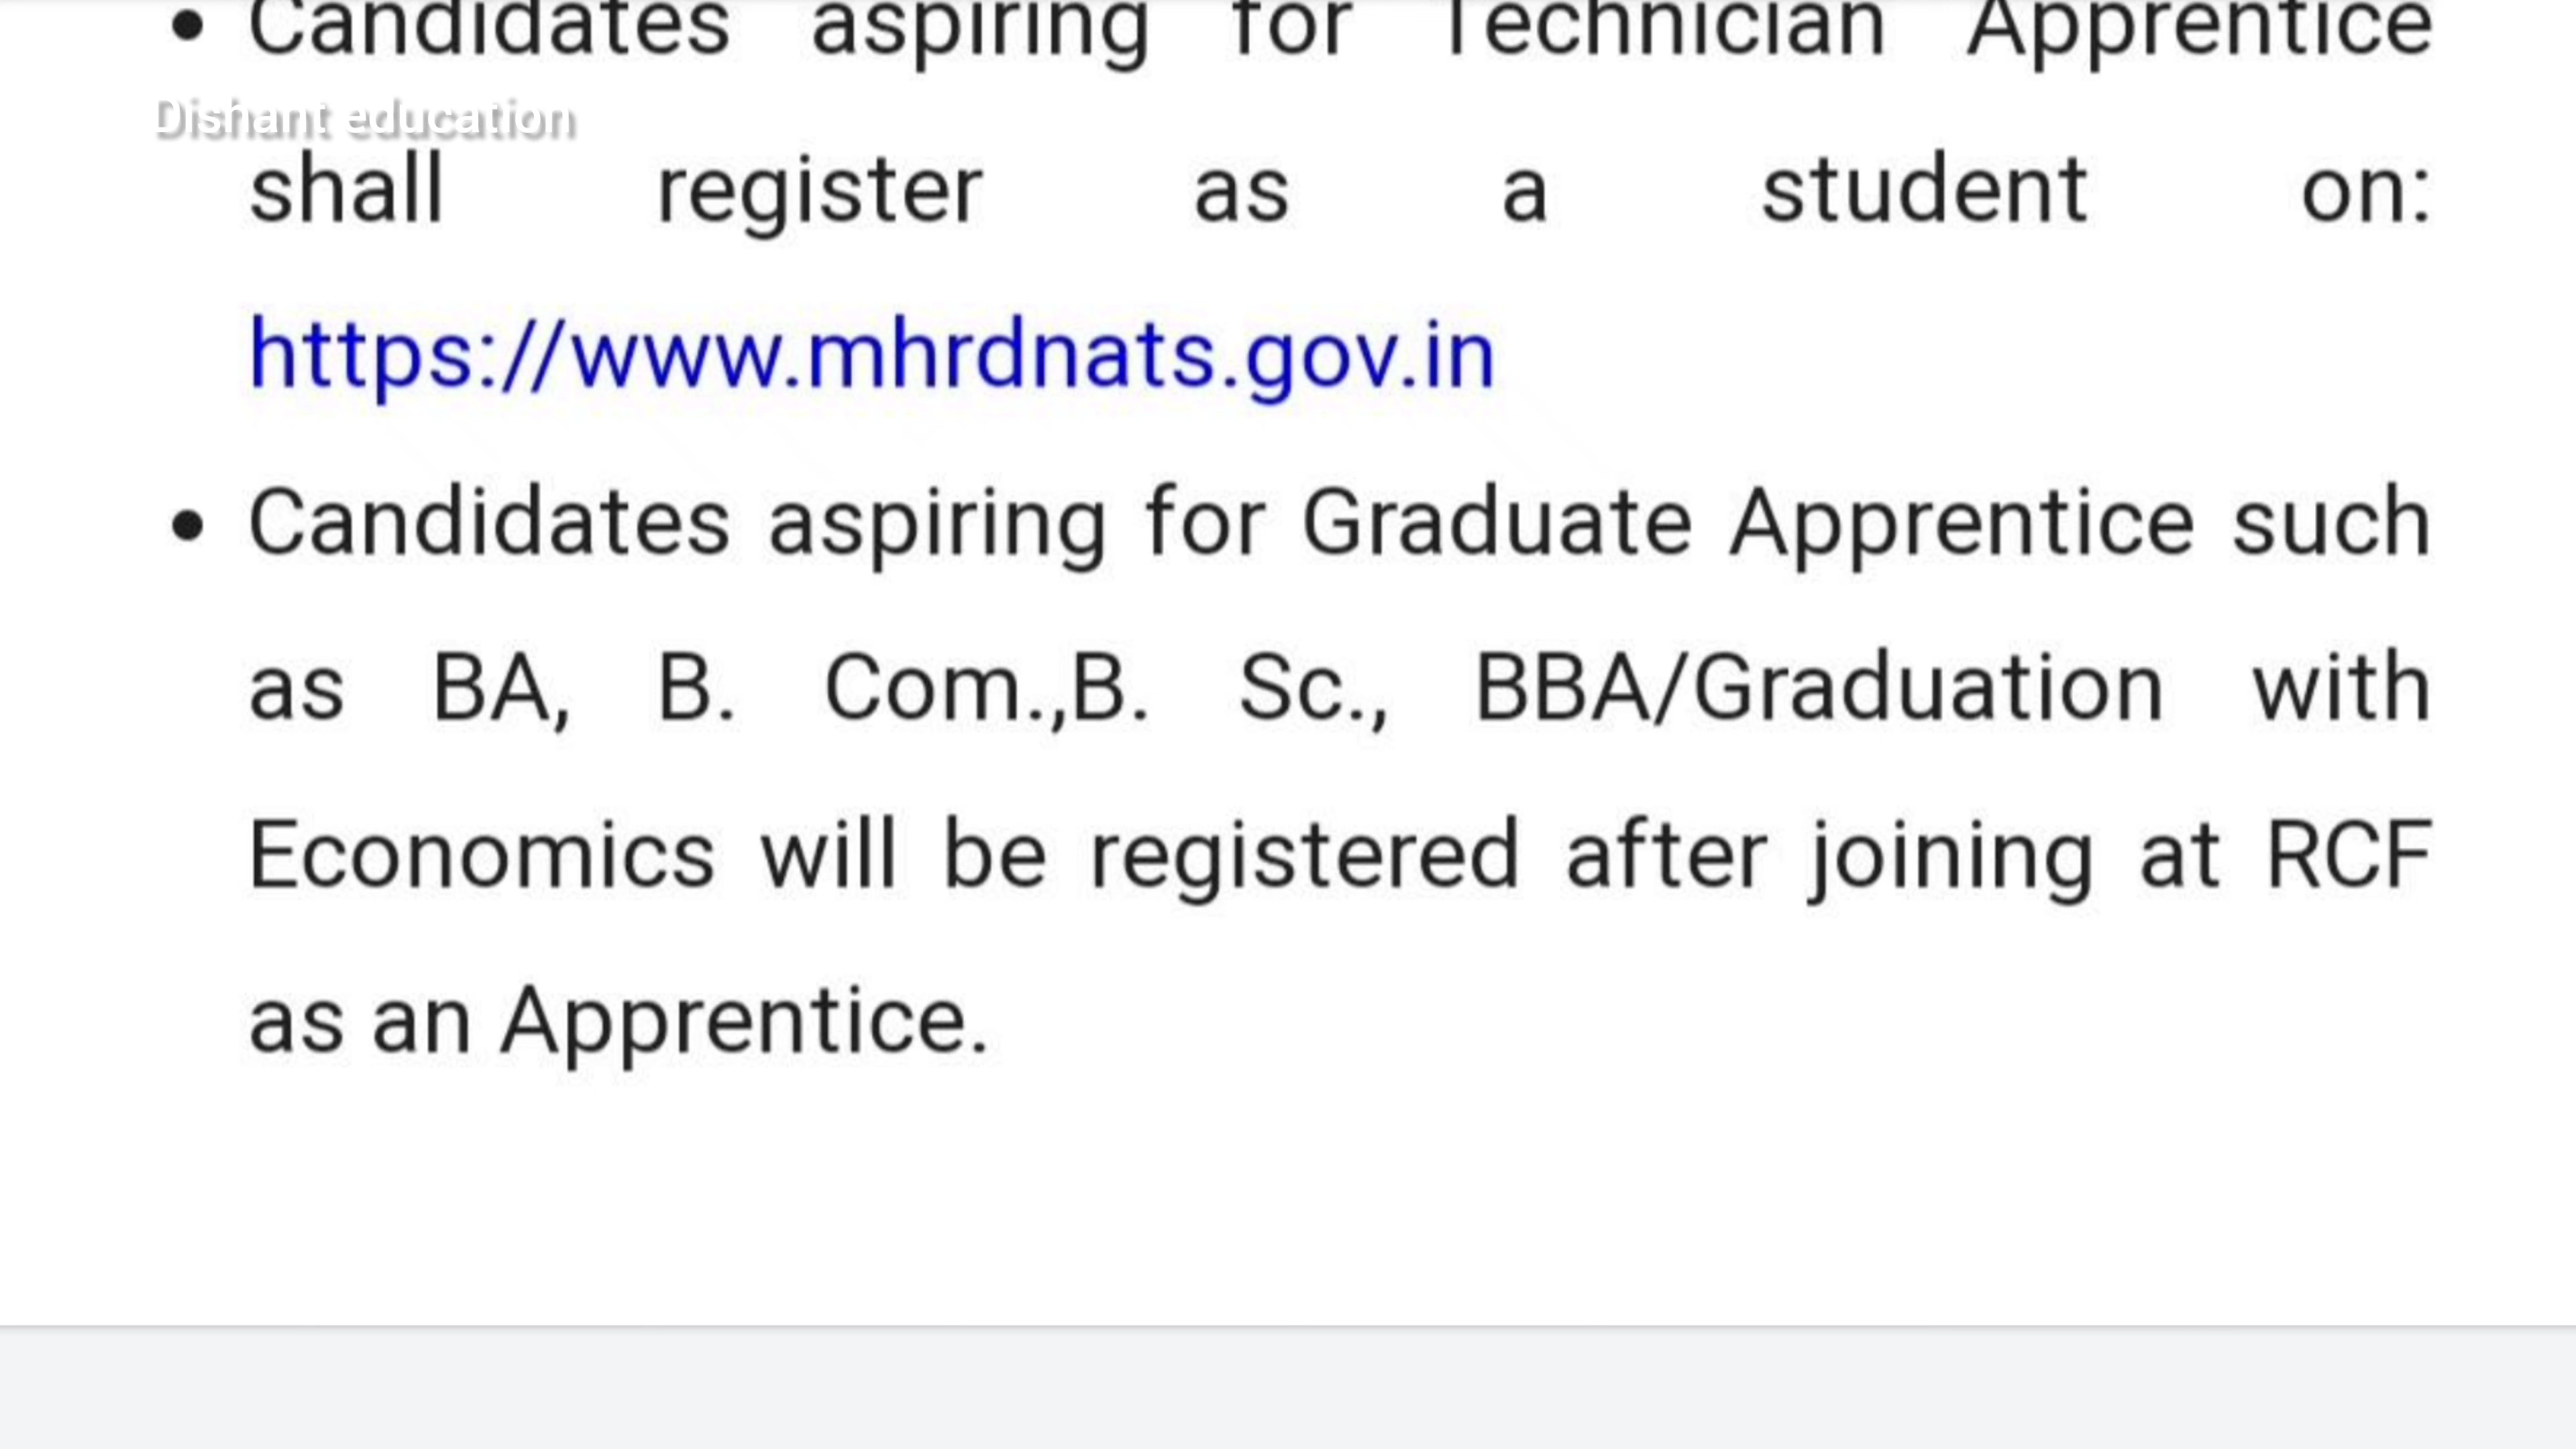 • Candidates aspiring for Technician Apprentice
Dishant education
shall register as a student on:
https://www.mhrdnats.gov.in
• Candidates aspiring for Graduate Apprentice such
as BA, B. Com.,B. Sc., BBA/Graduation with
Economics will be registered after joining at RCF
as an Apprentice.